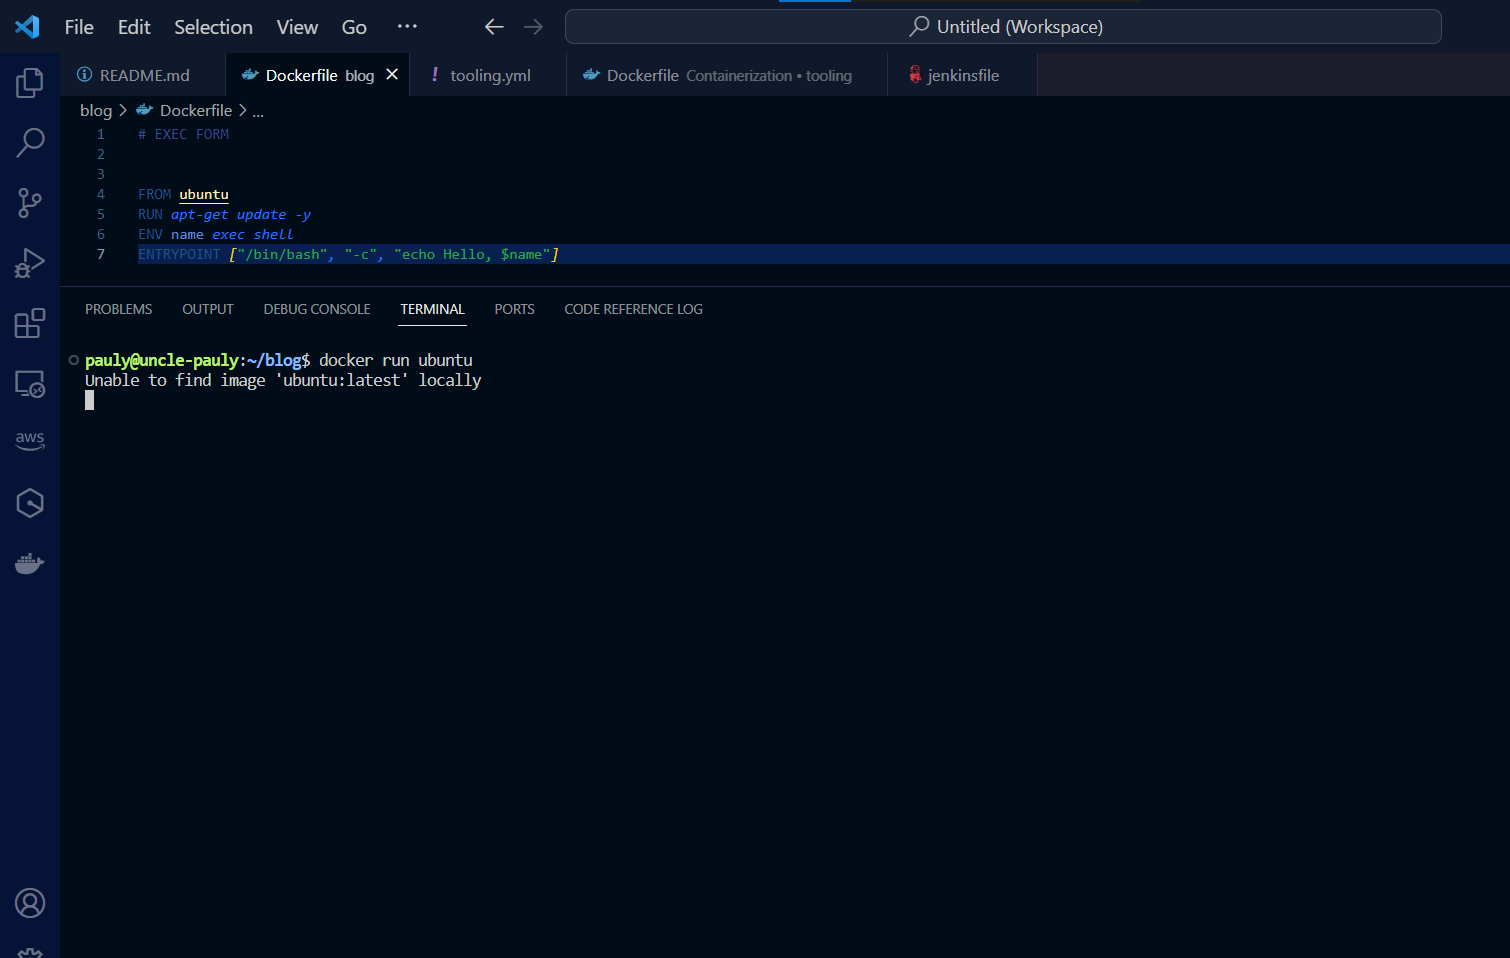 File Edit Selection View Go ··· Untitled (Workspace)
README.md Dockerfile blog tooling.yml Dockerfile Containerization • tooling jenkinsfile
blog > Dockerfile > ...
1 # EXEC FORM
2
3
4 FROM ubuntu
5 RUN apt-get update -y
6 ENV name exec shell
7 ENTRYPOINT ["/bin/bash", "-c", "echo Hello, $name"]
PROBLEMS OUTPUT DEBUG CONSOLE TERMINAL PORTS CODE REFERENCE LOG
pauly@uncle-pauly:~/blog$ docker run ubuntu
Unable to find image 'ubuntu:latest' locally
aws